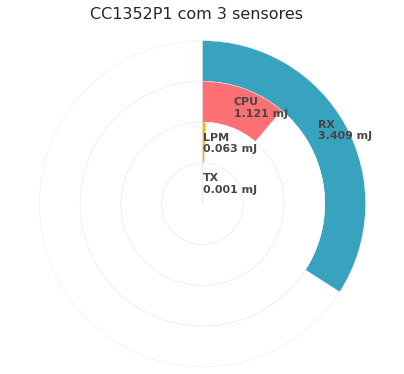 CC1352P1 com 3 sensores
CPU
1.121 mJ
RX
3.409 mJ
LPM
0.063 mJ
TX
0.001 mJ